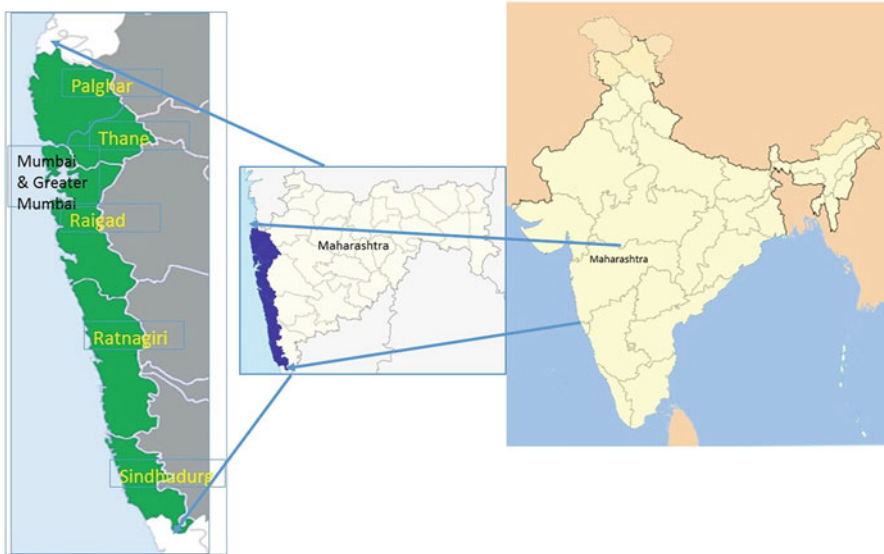 Palghar
Thane
Mumbai
& Greater
Mumbai
Raigad
Ratnagiri
Sindhudurg
Maharashtra
Maharashtra